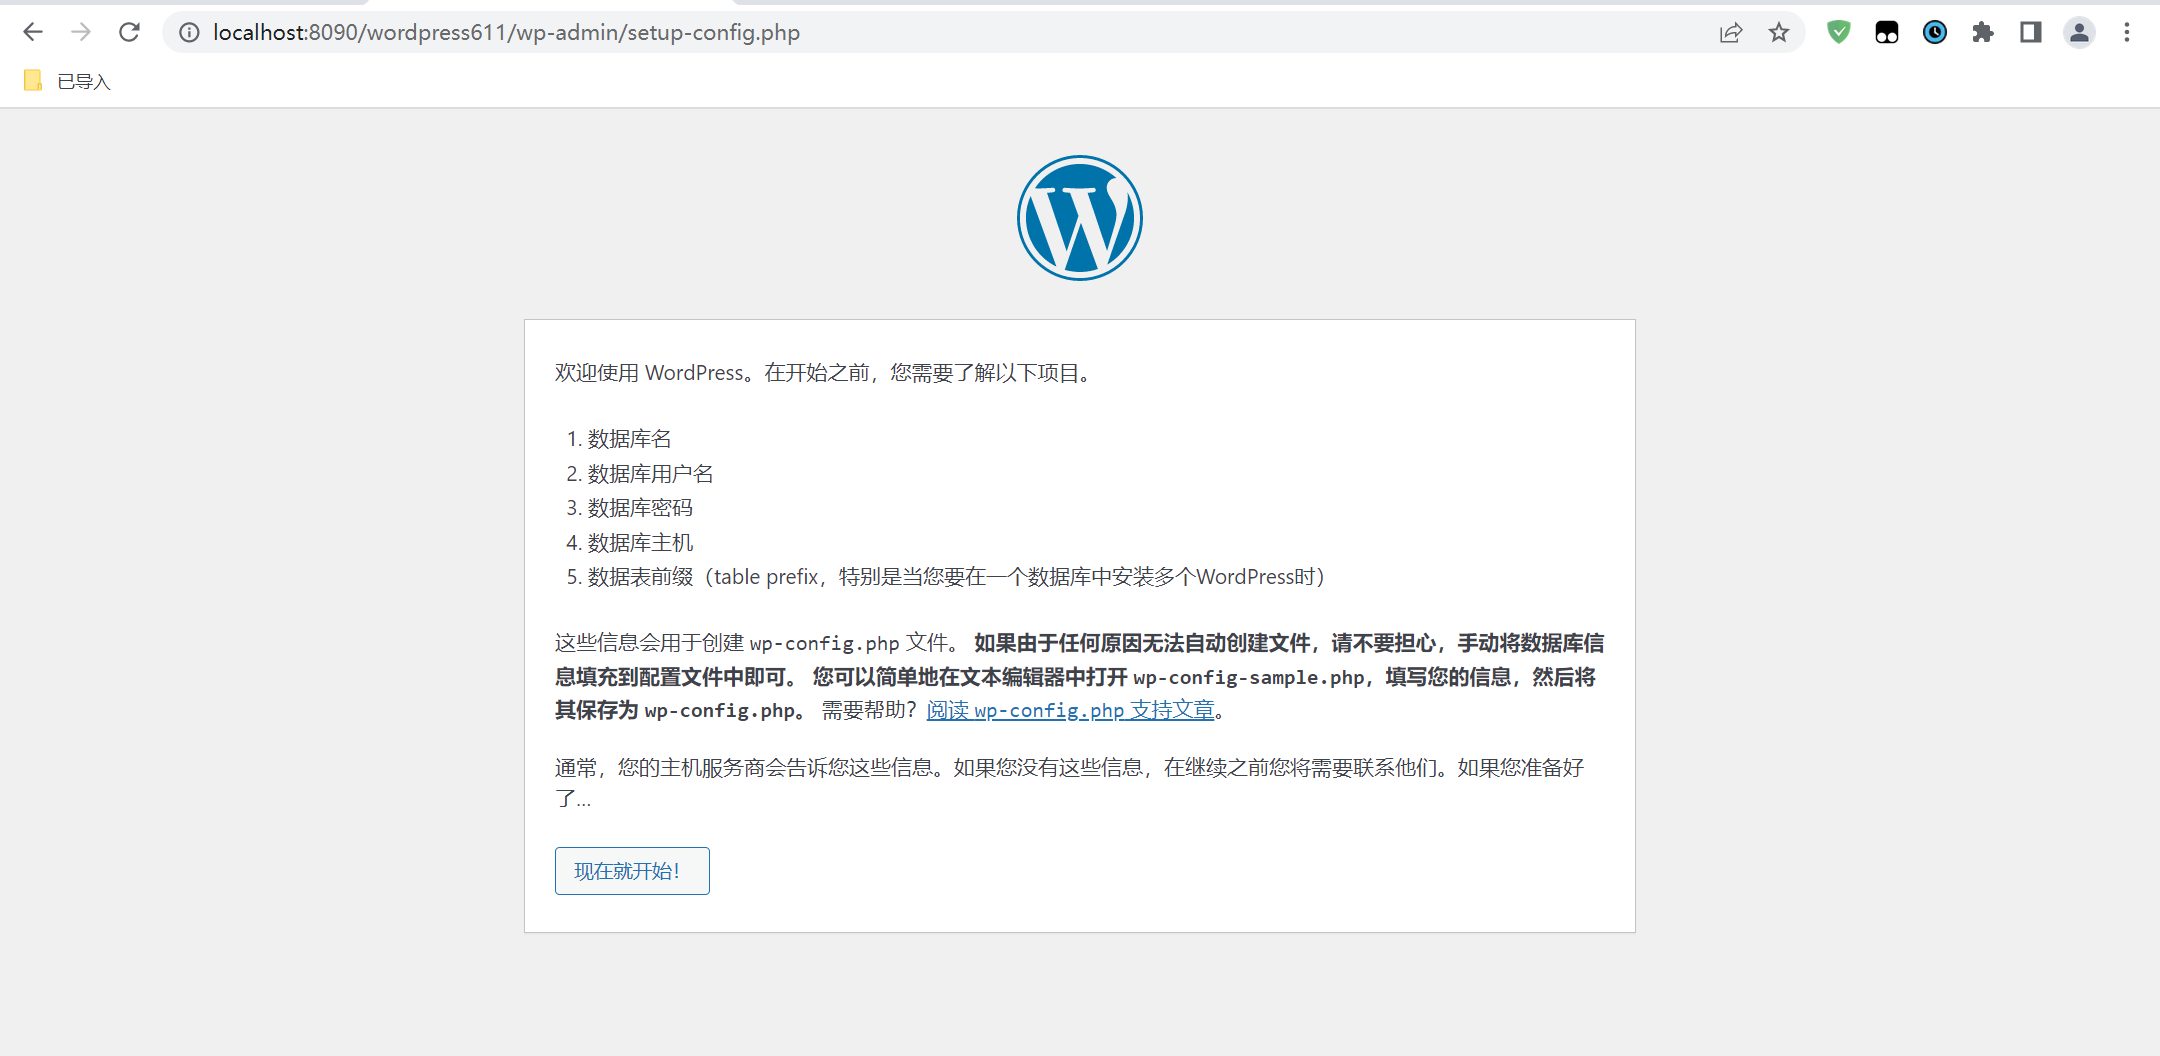 localhost:8090/wordpress611/wp-admin/setup-config.php
已导入
欢迎使用 WordPress。在开始之前，您需要了解以下项目。
1. 数据库名
2. 数据库用户名
3. 数据库密码
4. 数据库主机
5. 数据表前缀（table prefix，特别是当您要在一个数据库中安装多个WordPress时）
这些信息会用于创建 wp-config.php 文件。 如果由于任何原因无法自动创建文件，请不要担心，手动将数据库信
息填充到配置文件中即可。 您可以简单地在文本编辑器中打开 wp-config-sample.php，填写您的信息，然后将
其保存为 wp-config.php。 需要帮助？阅读 wp-config.php 支持文章。
通常，您的主机服务商会告诉您这些信息。如果您没有这些信息，在继续之前您将需要联系他们。如果您准备好
了...
现在就开始！